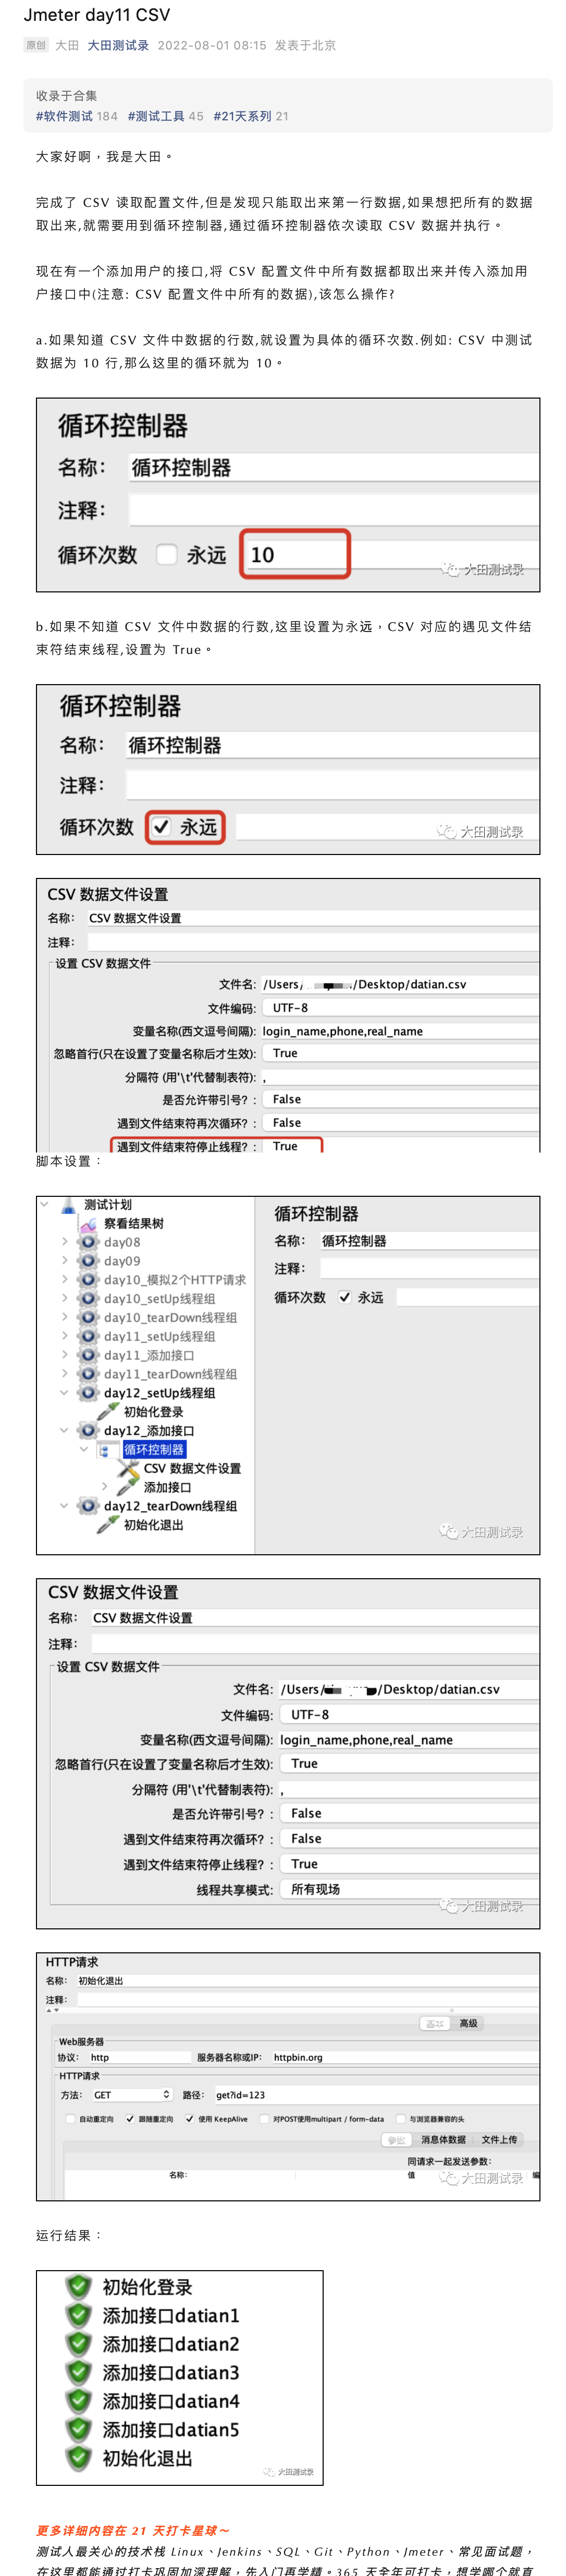 Jmeter day11 CSV
原创 大田 大田测试录 2022-08-01 08:15 发表于北京
收录于合集
#软件测试 184 #测试工具 45 #21天系列 21
大家好啊，我是大田。
完成了 CSV 读取配置文件,但是发现只能取出来第一行数据,如果想把所有的数据
取出来,就需要用到循环控制器,通过循环控制器依次读取 CSV 数据并执行。
现在有一个添加用户的接口,将 CSV 配置文件中所有数据都取出来并传入添加用
户接口中(注意: CSV 配置文件中所有的数据),该怎么操作?
a.如果知道 CSV 文件中数据的行数,就设置为具体的循环次数.例如: CSV 中测试
数据为 10 行,那么这里的循环就为 10。
循环控制器
名称: 循环控制器
注释:
循环次数 永远 10
大田测试录
b.如果不知道 CSV 文件中数据的行数,这里设置为永远，CSV 对应的遇见文件结
束符结束线程,设置为 True。
循环控制器
名称: 循环控制器
注释:
循环次数 永远
大田测试录
CSV 数据文件设置
名称: CSV 数据文件设置
注释:
设置 CSV 数据文件
文件名: /Users/ /Desktop/datian.csv
文件编码: UTF-8
变量名称(西文逗号间隔): login_name,phone,real_name
忽略首行(只在设置了变量名称后才生效): True
分隔符 (用'\t'代替制表符): ,
是否允许带引号? : False
遇到文件结束符再次循环? : False
遇到文件结束符停止线程? : True
脚本设置：
测试计划
察看结果树
day08
day09
day10_模拟2个HTTP请求
day10_setUp线程组
day10_tearDown线程组
day11_setUp线程组
day11_添加接口
day11_tearDown线程组
day12_setUp线程组
初始化登录
day12_添加接口
循环控制器
CSV 数据文件设置
添加接口
day12_tearDown线程组
初始化退出
循环控制器
名称: 循环控制器
注释:
循环次数 永远
大田测试录
CSV 数据文件设置
名称: CSV 数据文件设置
注释:
设置 CSV 数据文件
文件名: /Users/ /Desktop/datian.csv
文件编码: UTF-8
变量名称(西文逗号间隔): login_name,phone,real_name
忽略首行(只在设置了变量名称后才生效): True
分隔符 (用'\t'代替制表符): ,
是否允许带引号? : False
遇到文件结束符再次循环? : False
遇到文件结束符停止线程? : True
线程共享模式: 所有现场
大田测试录
HTTP请求
名称: 初始化退出
注释:
基本 高级
Web服务器
协议: http 服务器名称或IP: httpbin.org
HTTP请求
方法: GET 路径: get?id=123
自动重定向 跟随重定向 使用 KeepAlive 对POST使用multipart / form-data 与浏览器兼容的头
参数 消息体数据 文件上传
同请求一起发送参数:
名称: 值 编
大田测试录
运行结果：
初始化登录
添加接口datian1
添加接口datian2
添加接口datian3
添加接口datian4
添加接口datian5
初始化退出
大田测试录
更多详细内容在 21 天打卡星球～
测试人最关心的技术栈 Linux、Jenkins、SQL、Git、Python、Jmeter、常见面试题，
在这里都能通过打卡巩固加深理解，先入门再学精。365 天全年可打卡，想学哪个就直